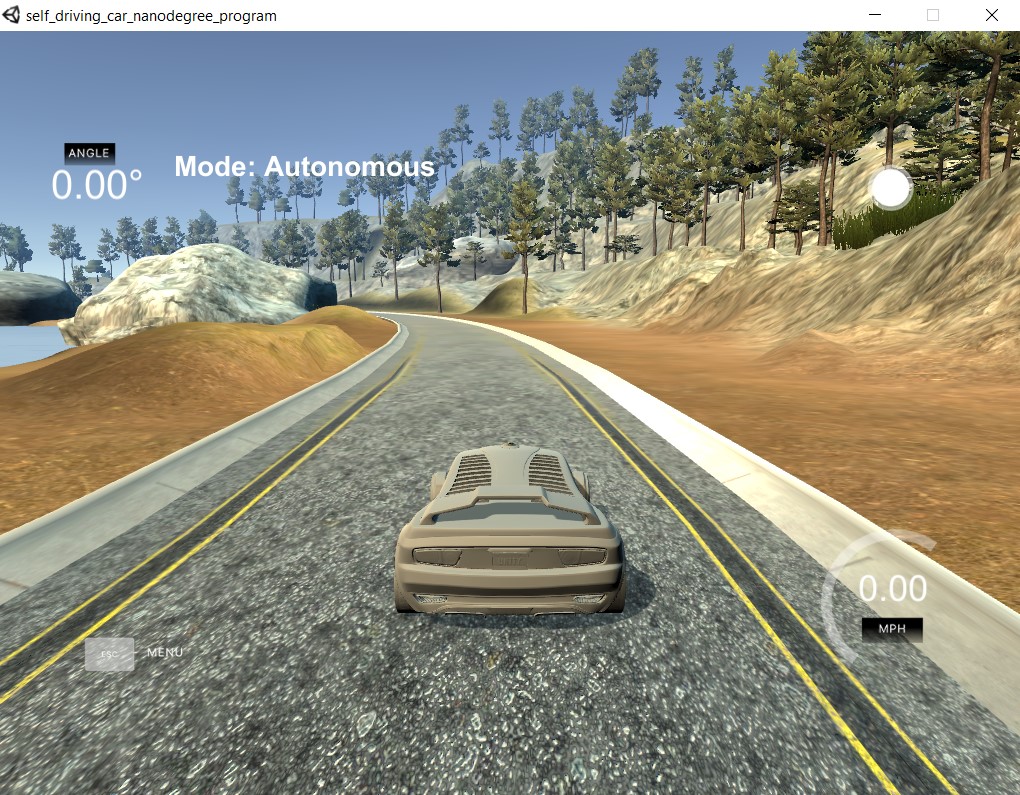 self_driving_car_nanodegree_program
ANGLE
0.00°
Mode: Autonomous
0.00
MPH
ESC
MENU